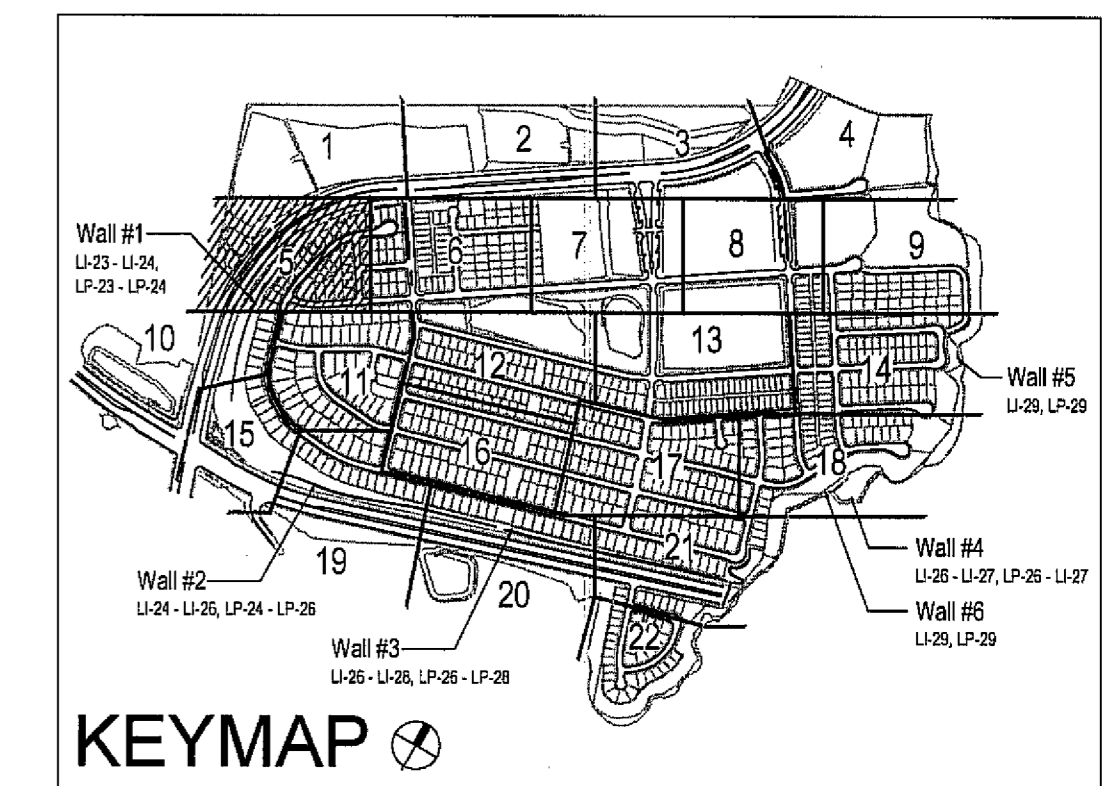 1
2
3
4
Wall #1
LI-23 - LI-24,
LP-23 - LP-24
5
6
7
8
9
10
11
12
13
14
Wall #5
LI-29, LP-29
15
16
17
18
Wall #4
LI-26 - LI-27, LP-26 - LI-27
Wall #2
LI-24 - LI-26, LP-24 - LP-26
19
20
21
Wall #6
LI-29, LP-29
Wall #3
LI-26 - LI-28, LP-26 - LP-28
22
KEYMAP